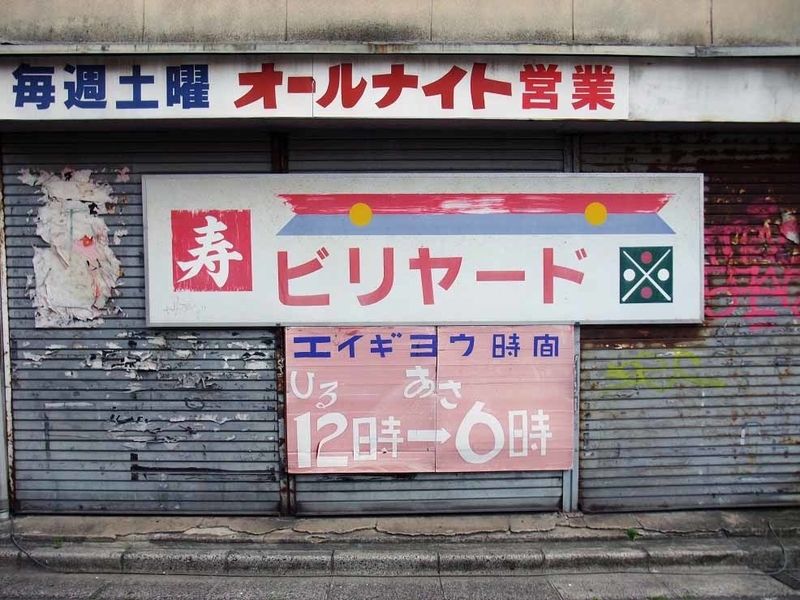 毎週土曜 オールナイト営業
寿
ビリヤード
エイギヨウ時間
ひる あさ
12時→6時